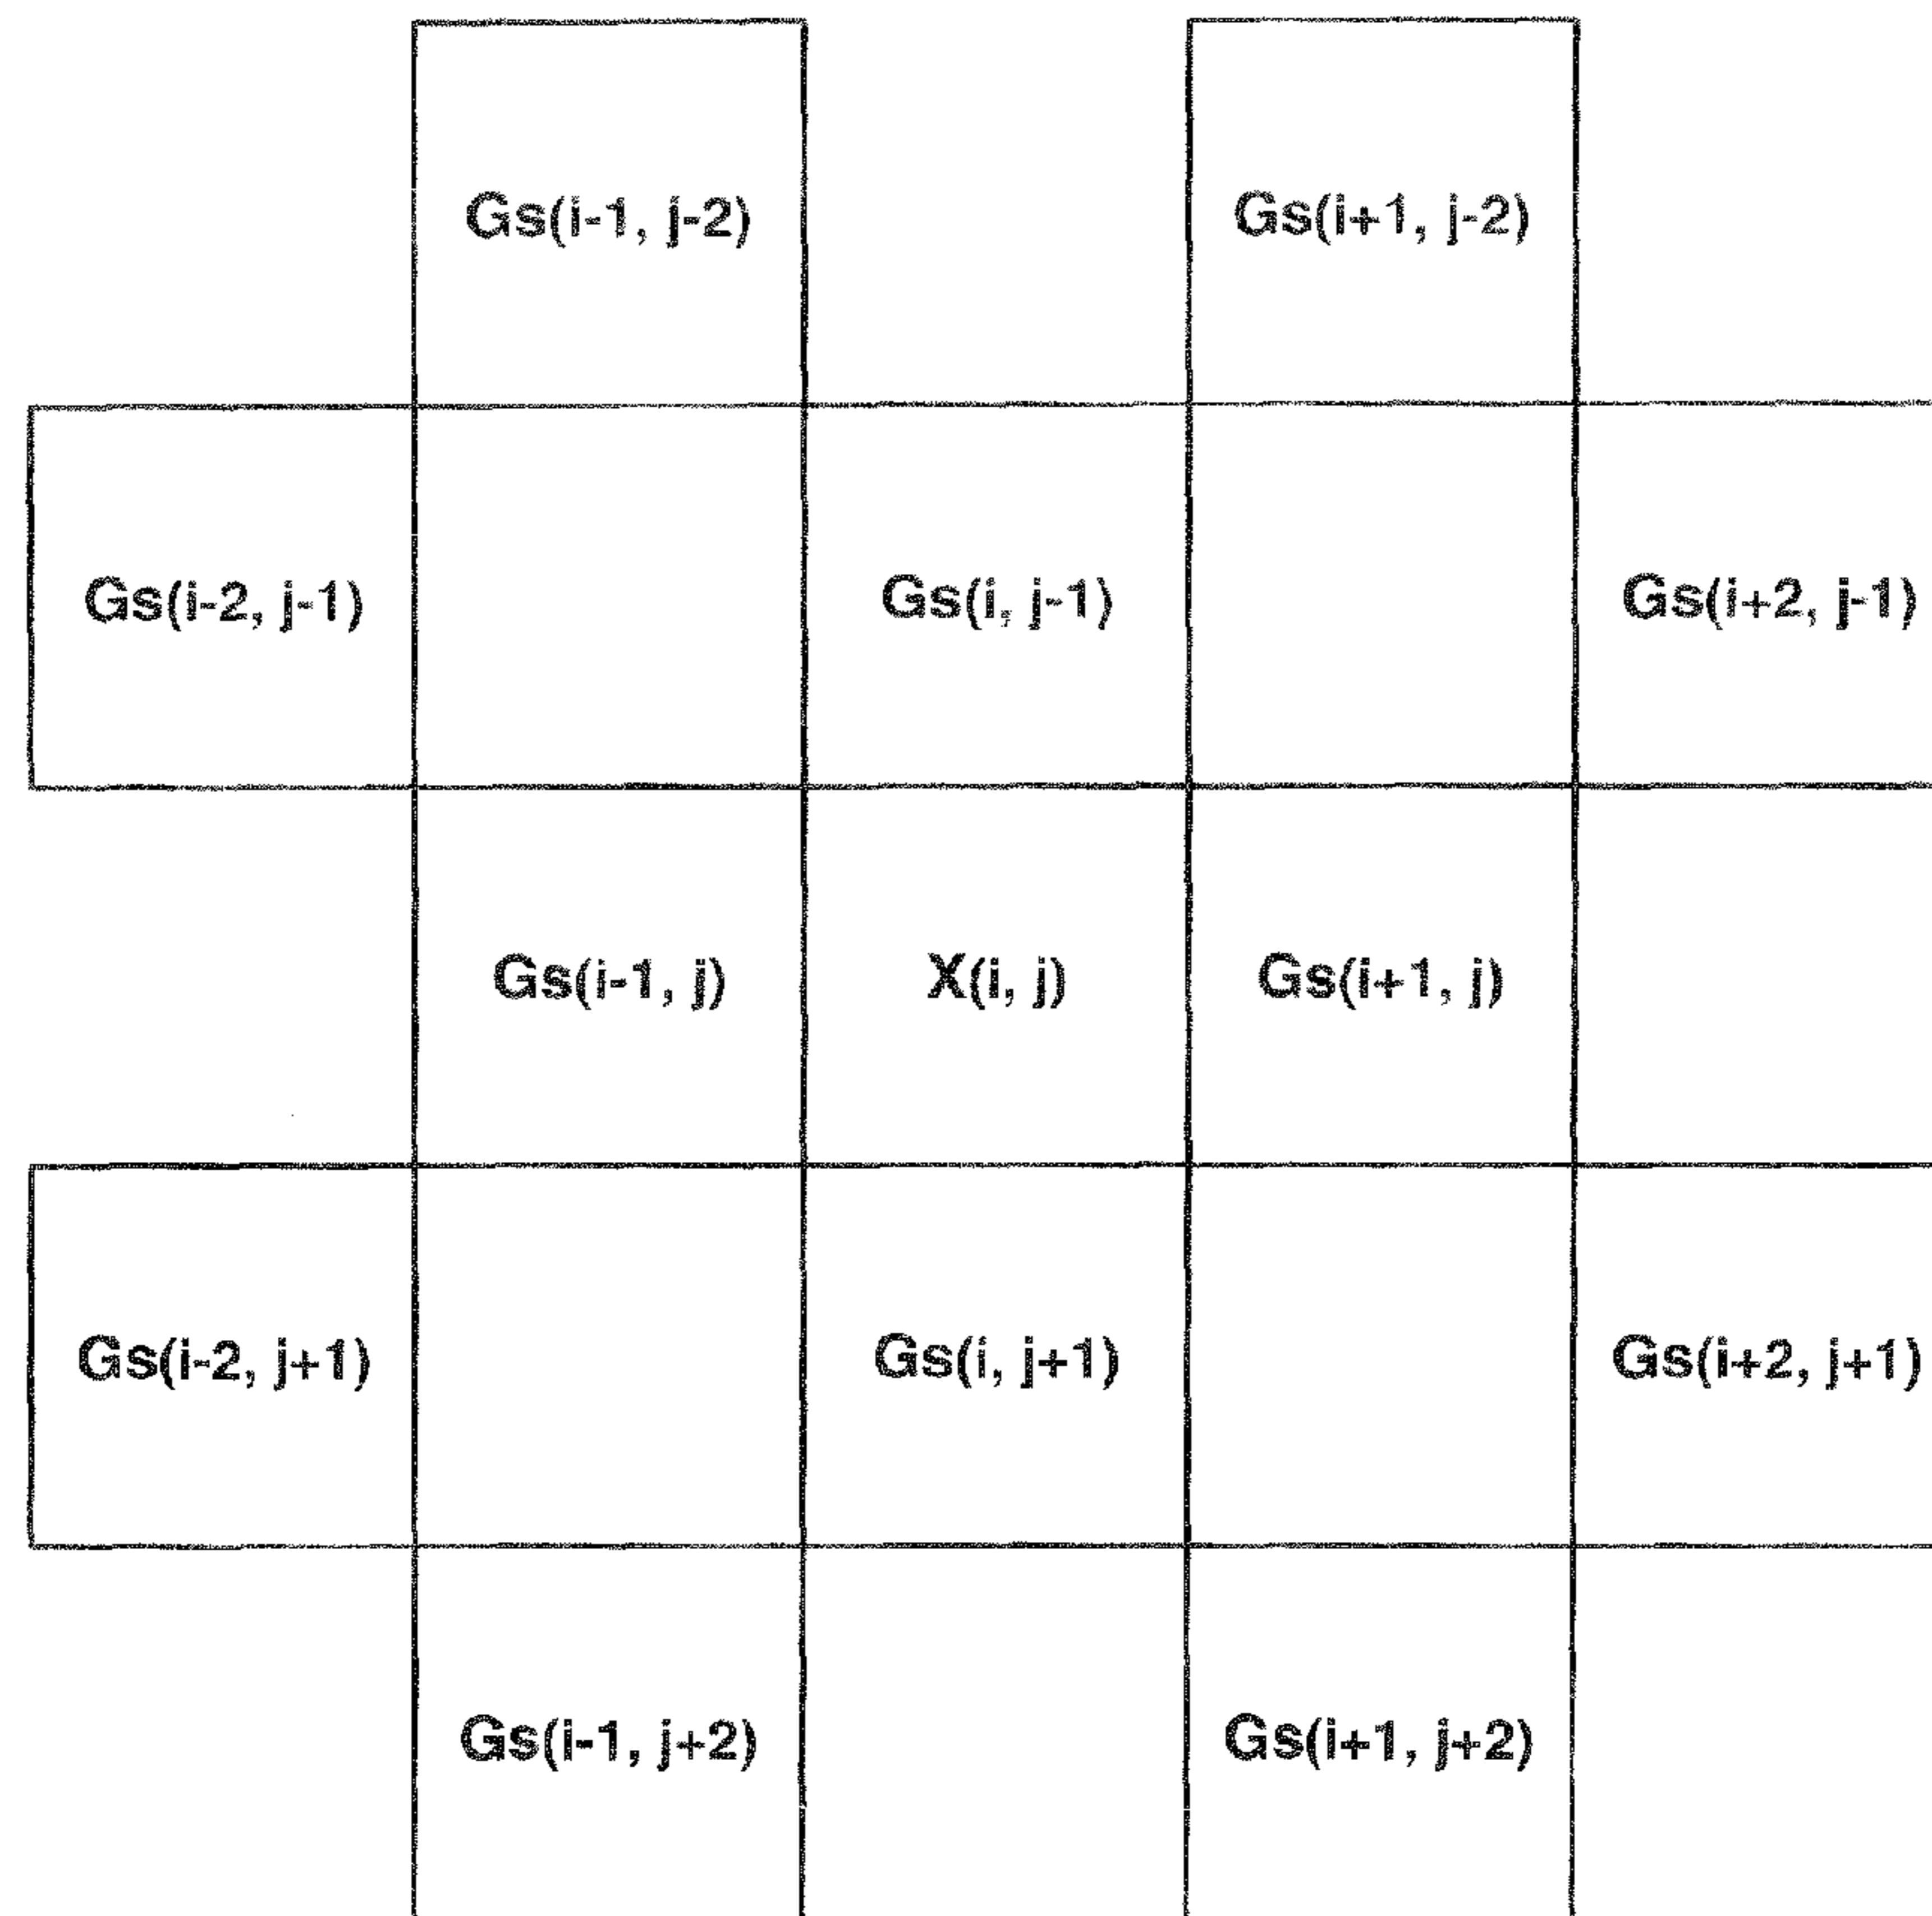 Gs(i-1, j-2) Gs(i+1, j-2)
Gs(i-2, j-1) Gs(i, j-1) Gs(i+2, j-1)
Gs(i-1, j) X(i, j) Gs(i+1, j)
Gs(i-2, j+1) Gs(i, j+1) Gs(i+2, j+1)
Gs(i-1, j+2) Gs(i+1, j+2)